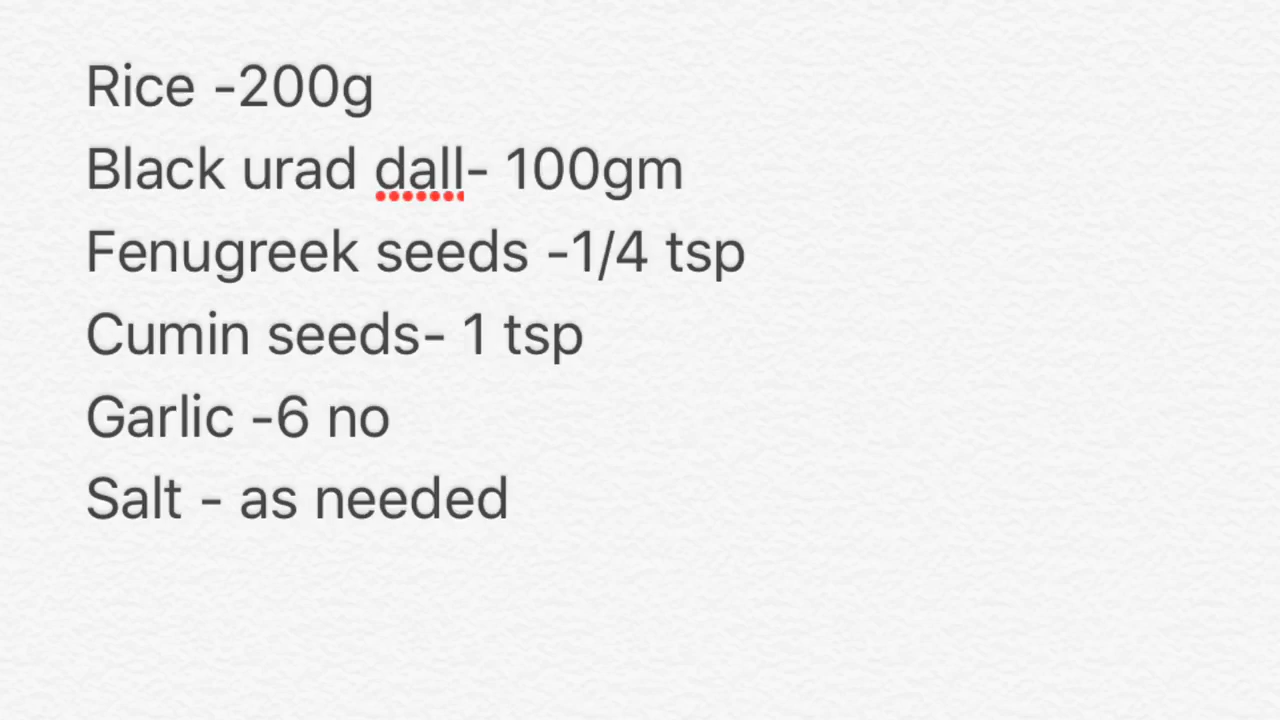 Rice -200g
Black urad dall- 100gm
Fenugreek seeds -1/4 tsp
Cumin seeds- 1 tsp
Garlic -6 no
Salt - as needed